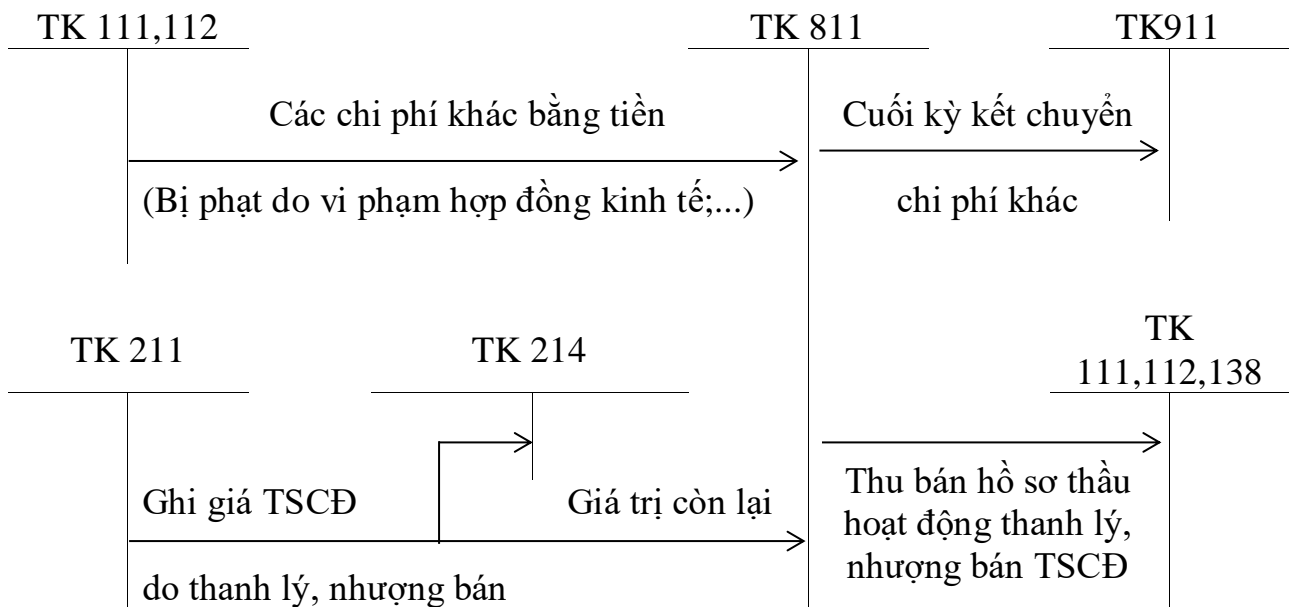 TK 111,112
TK 811
TK911
Các chi phí khác bằng tiền
Cuối kỳ kết chuyển
(Bị phạt do vi phạm hợp đồng kinh tế;...)
chi phí khác
TK 211
TK 214
TK
111,112,138
Ghi giá TSCĐ
Giá trị còn lại
Thu bán hồ sơ thầu
hoạt động thanh lý,
nhượng bán TSCĐ
do thanh lý, nhượng bán